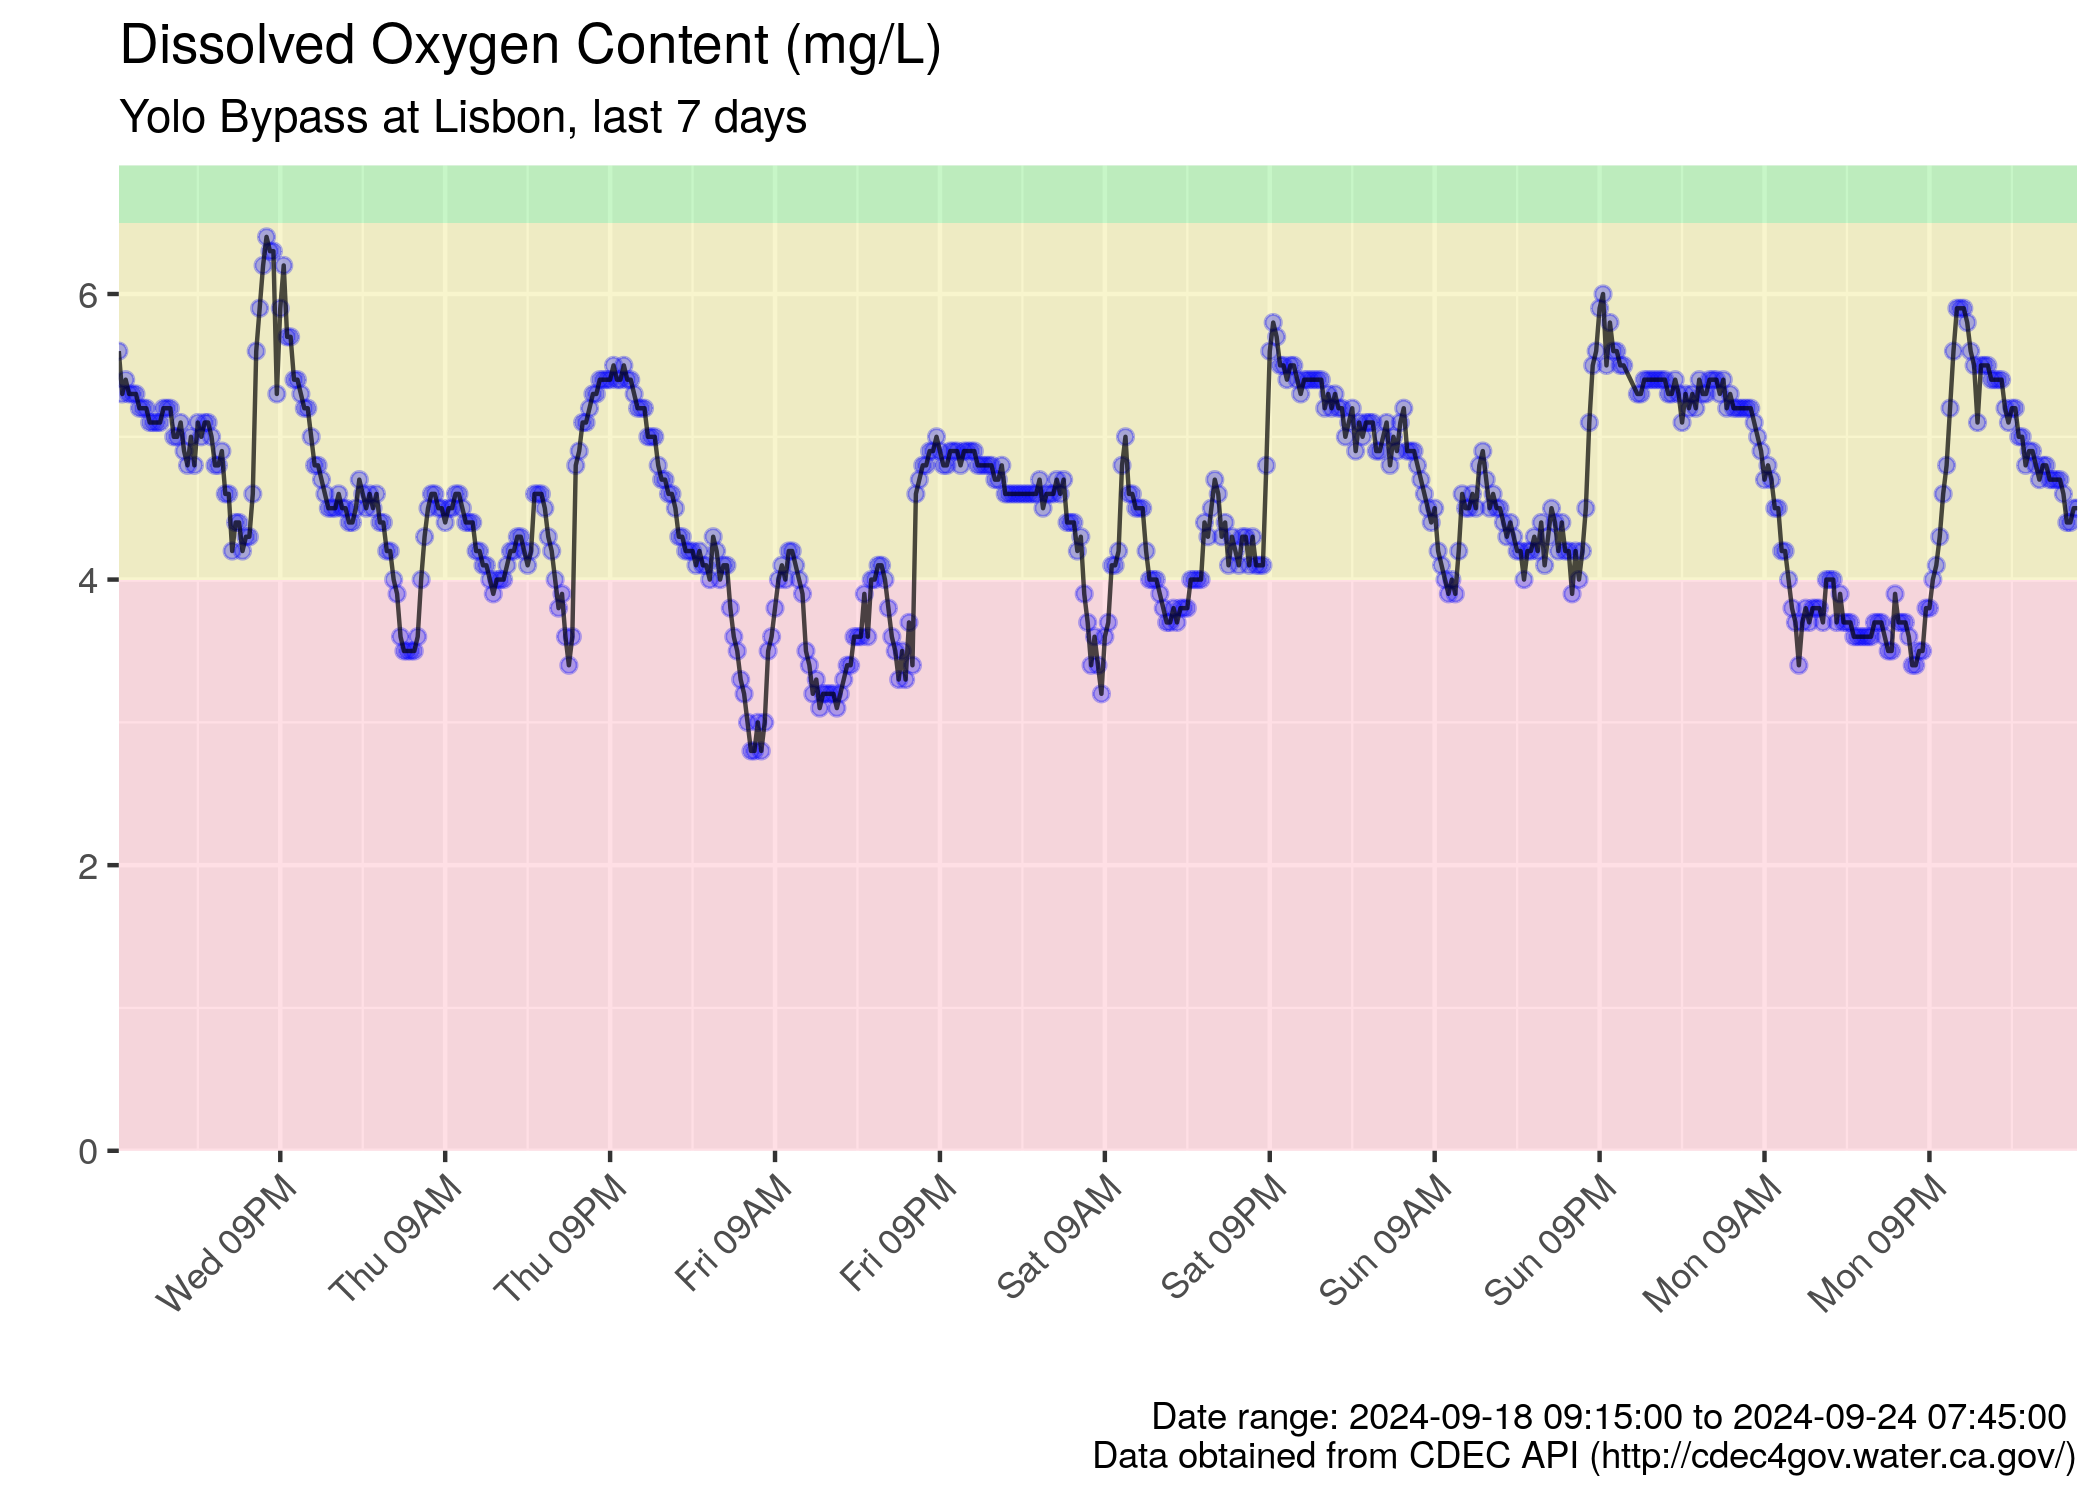 Dissolved Oxygen Content (mg/L)
Yolo Bypass at Lisbon, last 7 days
6
4
2
0
Wed 09PM
Thu 09AM
Thu 09PM
Fri 09AM
Fri 09PM
Sat 09AM
Sat 09PM
Sun 09AM
Sun 09PM
Mon 09AM
Mon 09PM
Date range: 2024-09-18 09:15:00 to 2024-09-24 07:45:00
Data obtained from CDEC API (http://cdec4gov.water.ca.gov/)